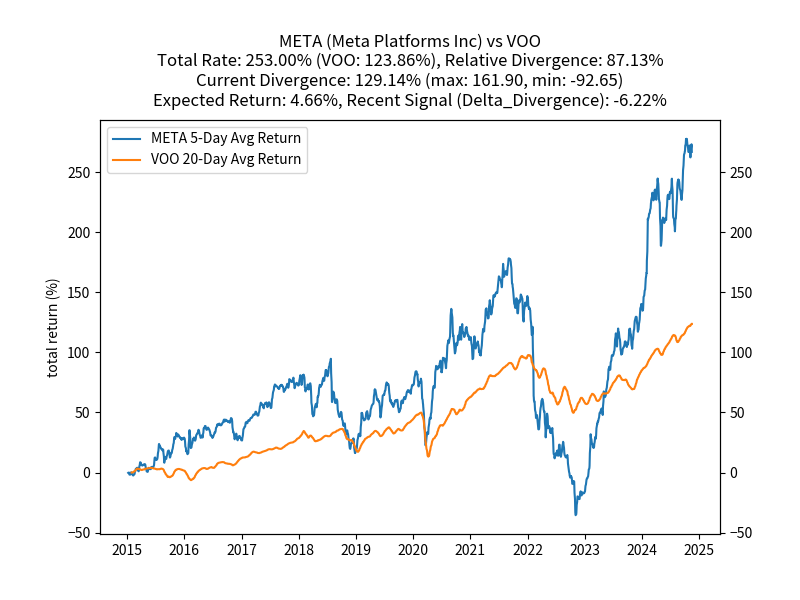 META (Meta Platforms Inc) vs VOO
Total Rate: 253.00% (VOO: 123.86%), Relative Divergence: 87.13%
Current Divergence: 129.14% (max: 161.90, min: -92.65)
Expected Return: 4.66%, Recent Signal (Delta_Divergence): -6.22%
META 5-Day Avg Return
VOO 20-Day Avg Return
total return (%)
250 250
200 200
150 150
100 100
50 50
0 0
−50 −50
2015 2016 2017 2018 2019 2020 2021 2022 2023 2024 2025